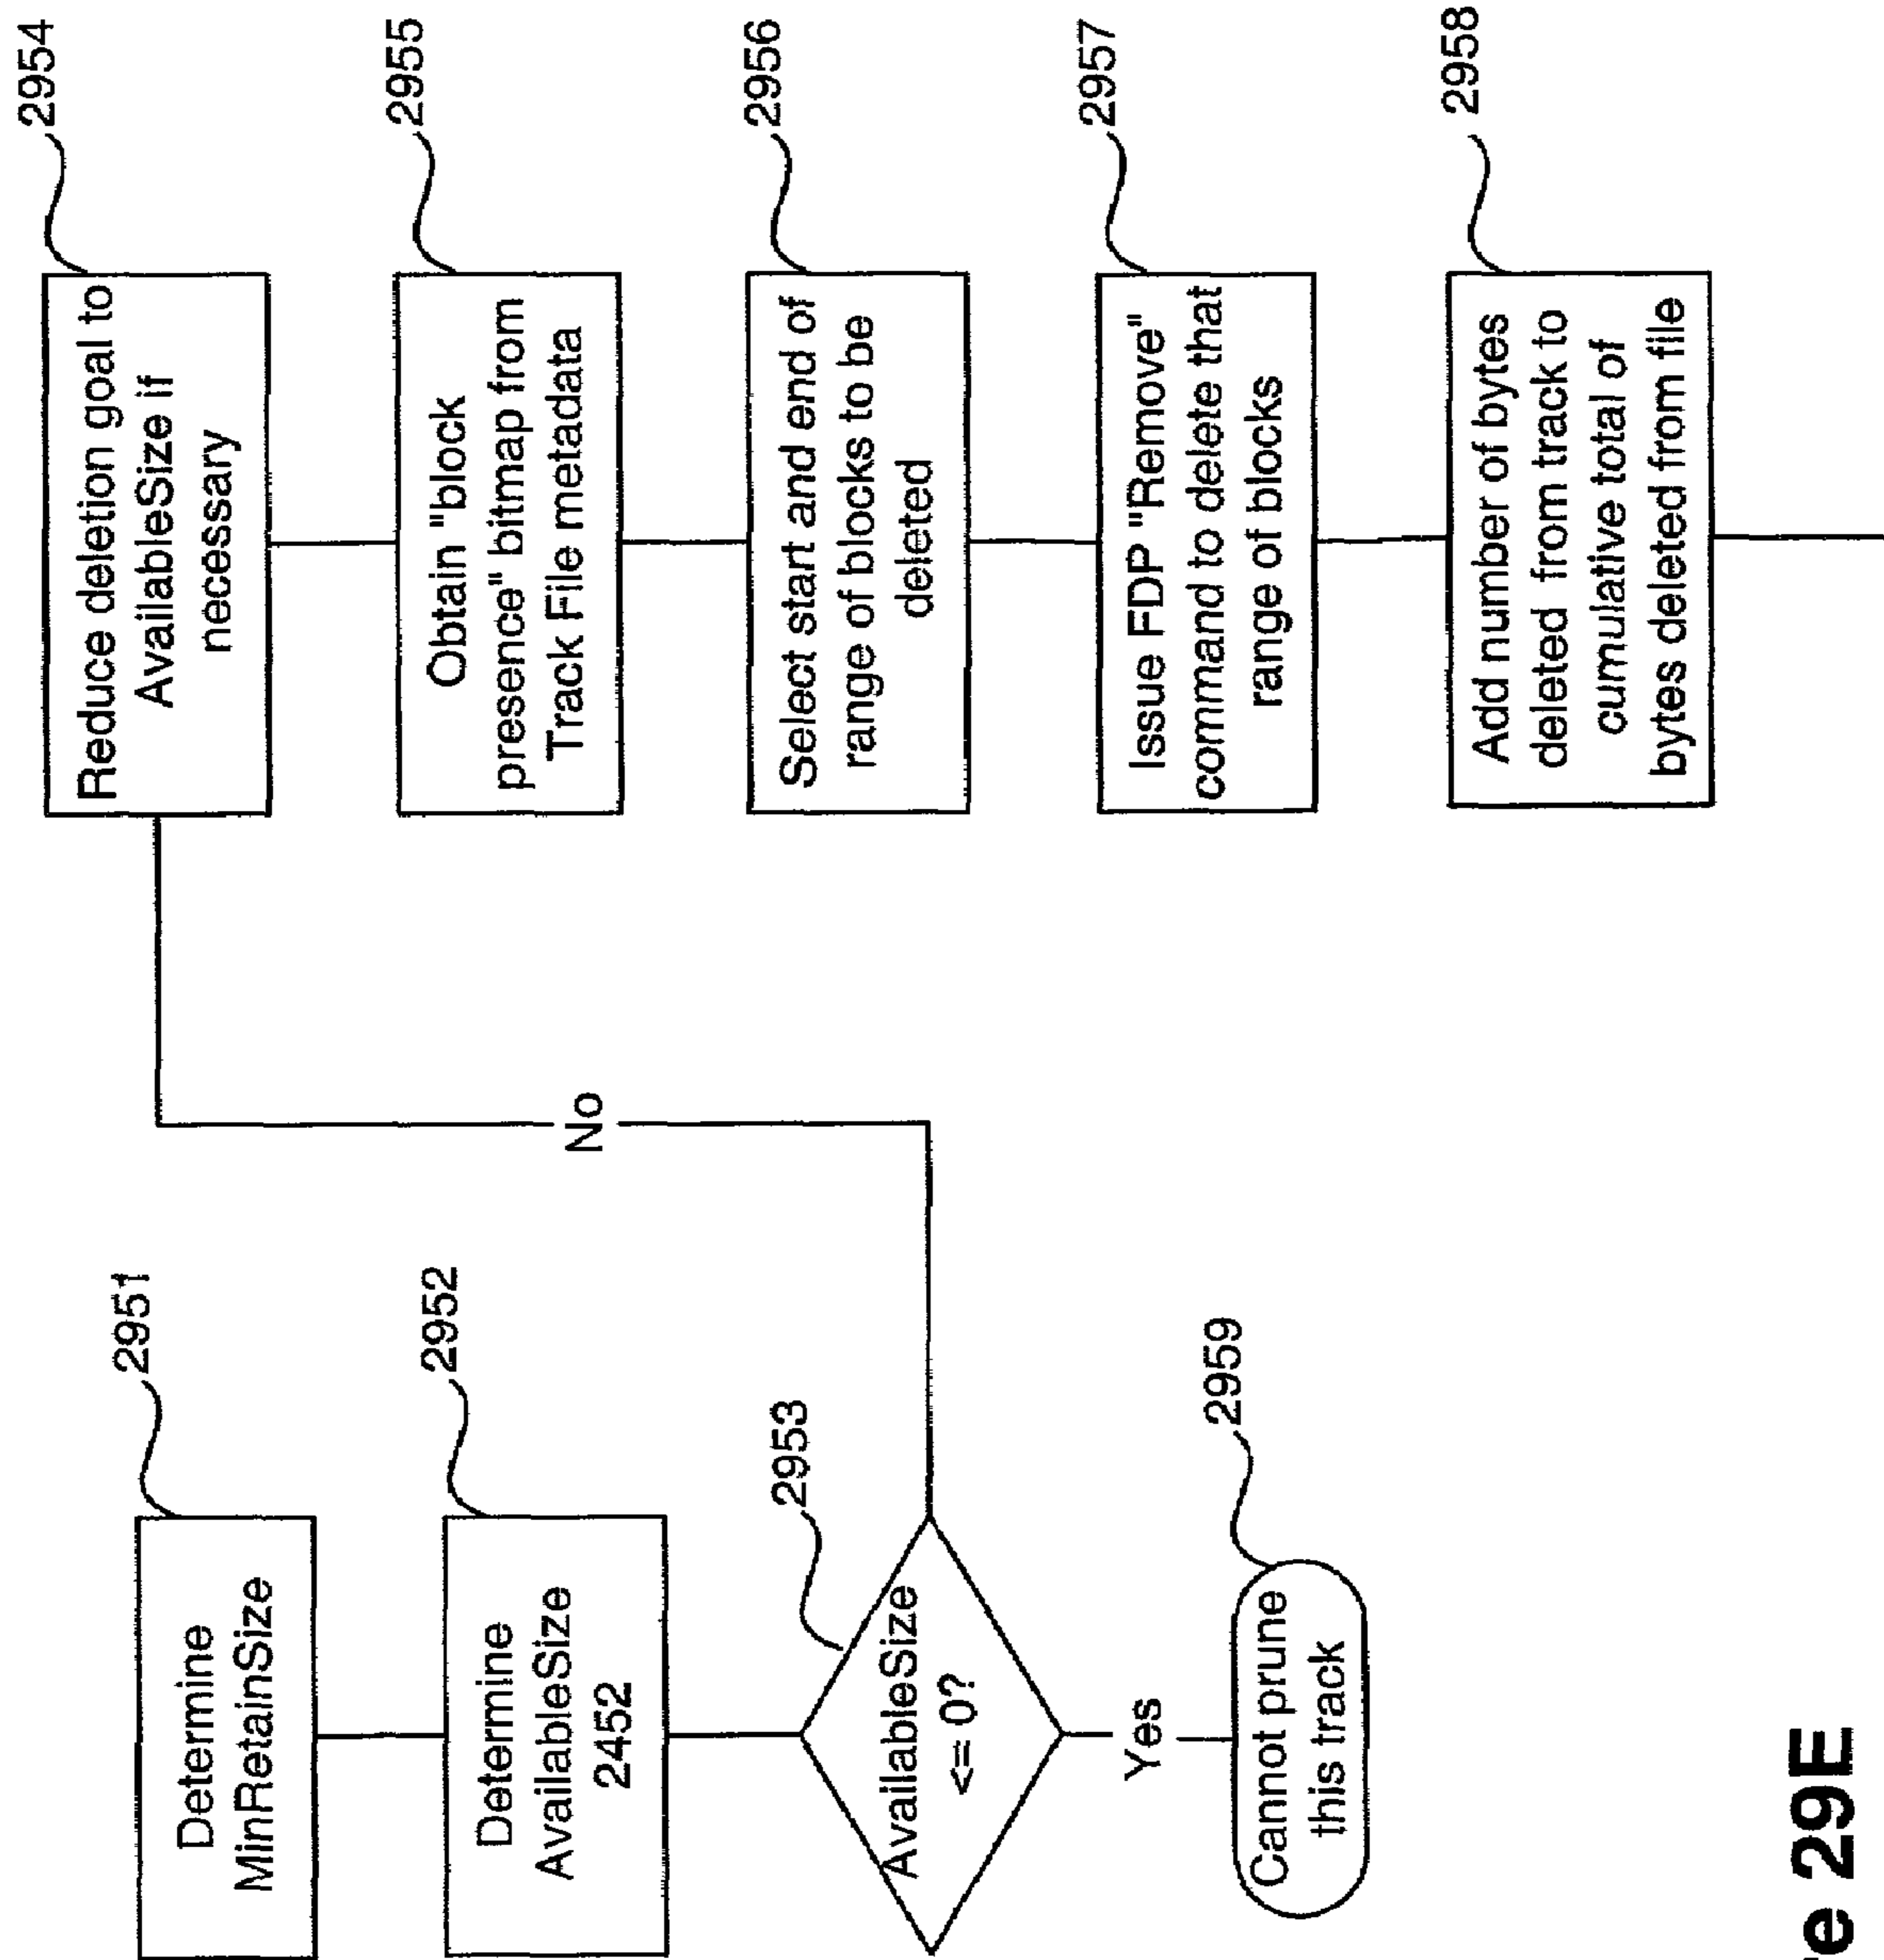 2951
Determine
MinRetainSize
2952
Determine
AvailableSize
2452
2953
AvailableSize
<= 0?
Yes
No
2959
Cannot prune
this track
2954
Reduce deletion goal to
AvailableSize if
necessary
2955
Obtain "block
presence" bitmap from
Track File metadata
2956
Select start and end of
range of blocks to be
deleted
2957
Issue FDP "Remove"
command to delete that
range of blocks
2958
Add number of bytes
deleted from track to
cumulative total of
bytes deleted from file
re 29E